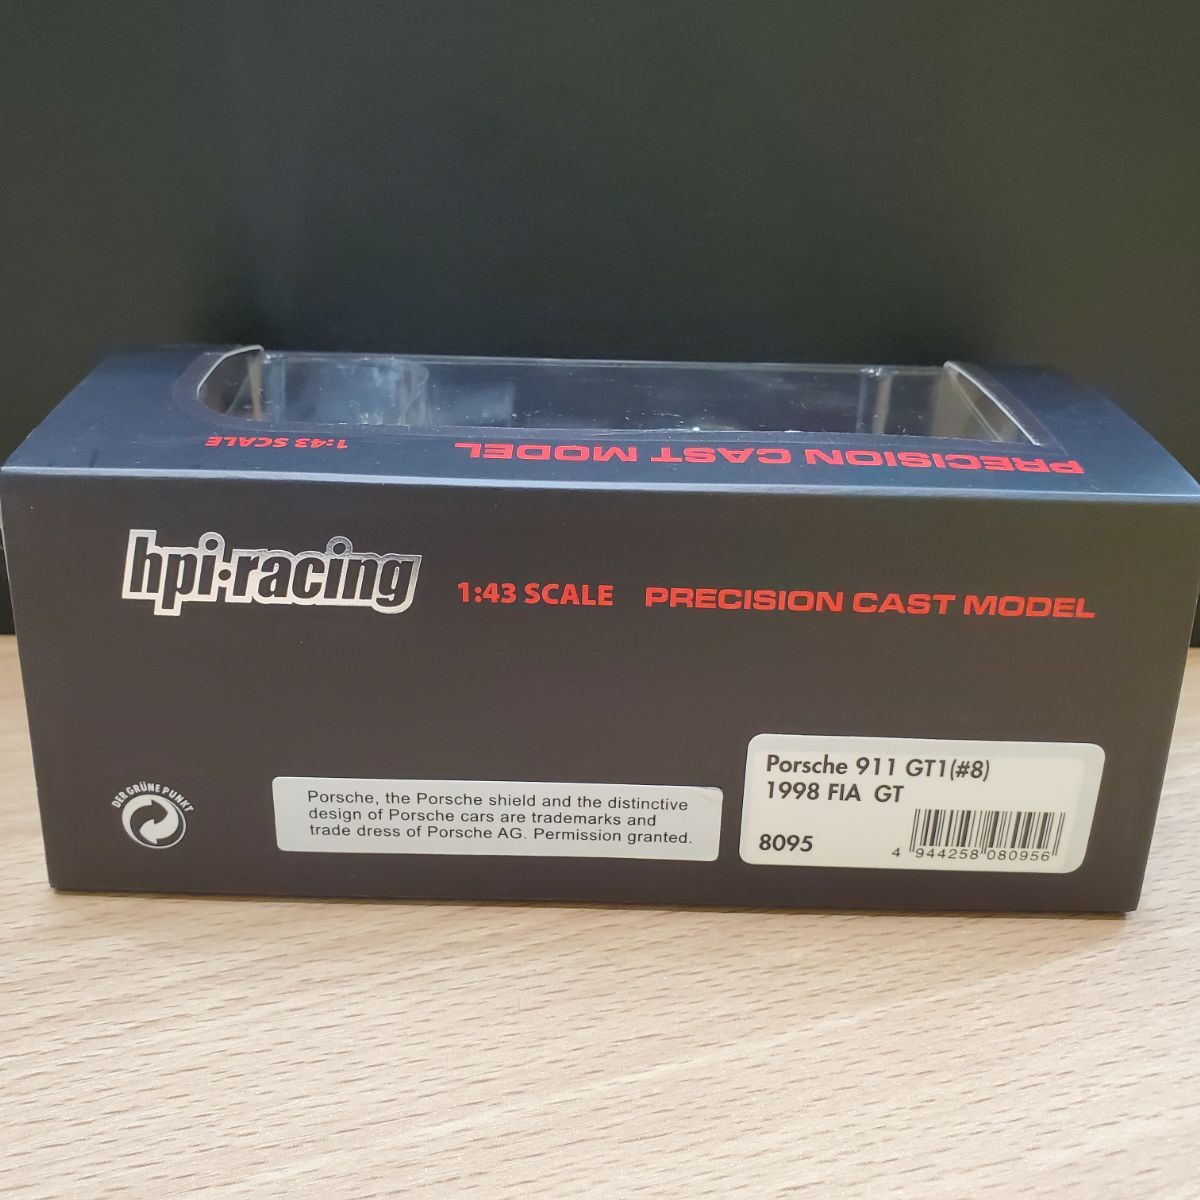 1:43 SCALE PRECISION CAST MODEL
hpi·racing 1:43 SCALE PRECISION CAST MODEL
DER GRÜNE PUNKT
Porsche, the Porsche shield and the distinctive
design of Porsche cars are trademarks and
trade dress of Porsche AG. Permission granted.
Porsche 911 GT1(#8)
1998 FIA GT
8095
4 944258 080956